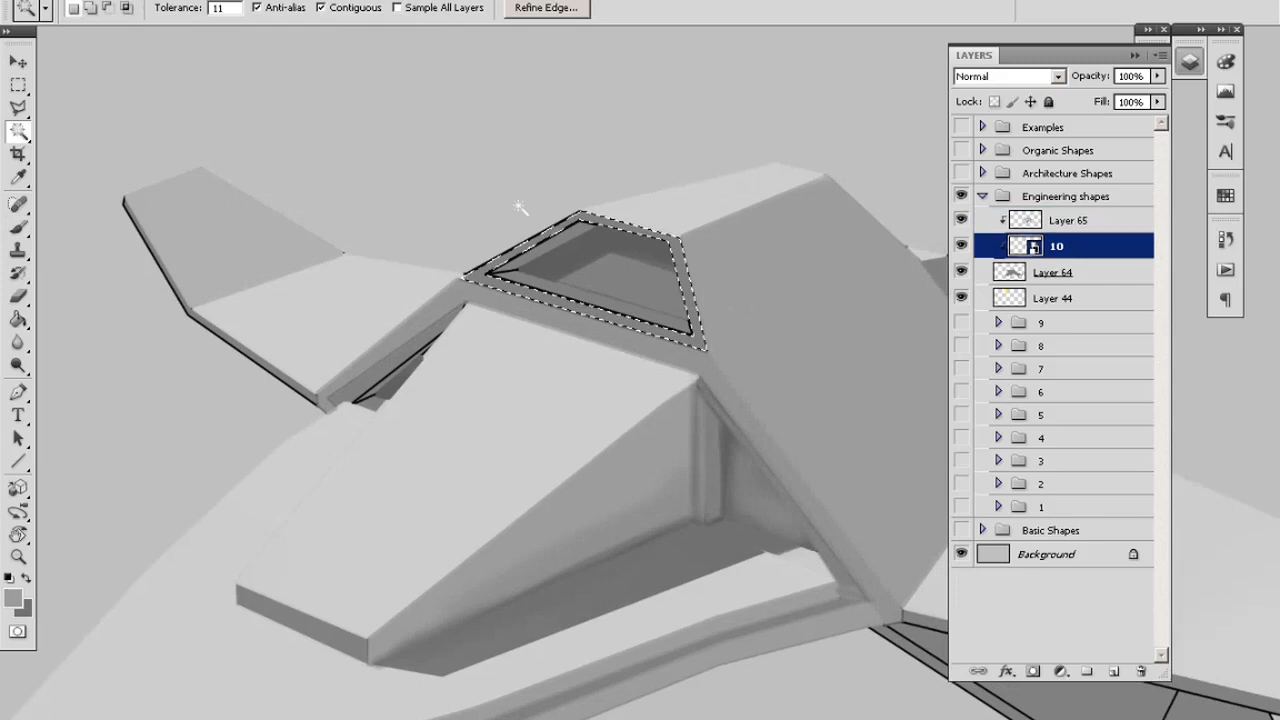 Tolerance: 11 Anti-alias Contiguous Sample All Layers Refine Edge...
LAYERS
Normal Opacity: 100%
Lock: Fill: 100%
Examples
Organic Shapes
Architecture Shapes
Engineering shapes
Layer 65
10
Layer 64
Layer 44
9
8
7
6
5
4
3
2
1
Basic Shapes
Background